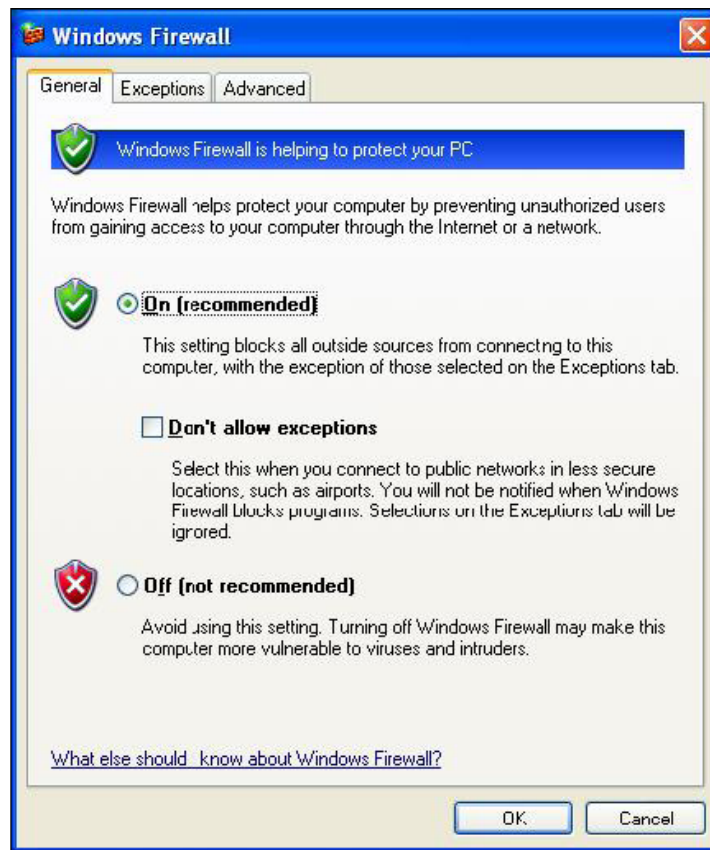 Windows Firewall
General Exceptions Advanced
Windows Firewall is helping to protect your PC
Windows Firewall helps protect your computer by preventing unauthorized users
from gaining access to your computer through the Internet or a network.
On (recommended)
This setting blocks all outside sources from connecting to this
computer, with the exception of those selected on the Exceptions tab.
Don't allow exceptions
Select this when you connect to public networks in less secure
locations, such as airports. You will not be notified when Windows
Firewall blocks programs. Selections on the Exceptions tab will be
ignored.
Off (not recommended)
Avoid using this setting. Turning off Windows Firewall may make this
computer more vulnerable to viruses and intruders.
What else should know about Windows Firewall?
OK Cancel